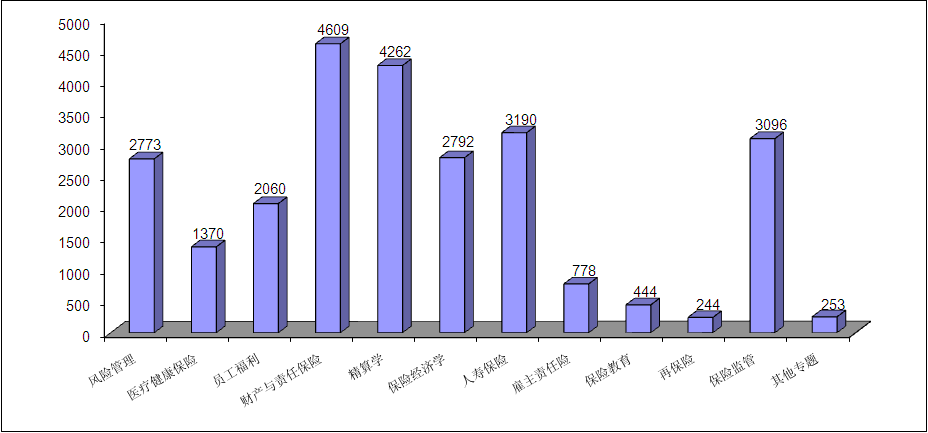 5000
4500
4000
3500
3000
2500
2000
1500
1000
500
0
2773
1370
2060
4609
4262
2792
3190
778
444
244
3096
253
风险管理
医疗健康保险
员工福利
财产与责任保险
精算学
保险经济学
人寿保险
雇主责任险
保险教育
再保险
保险监管
其他专题